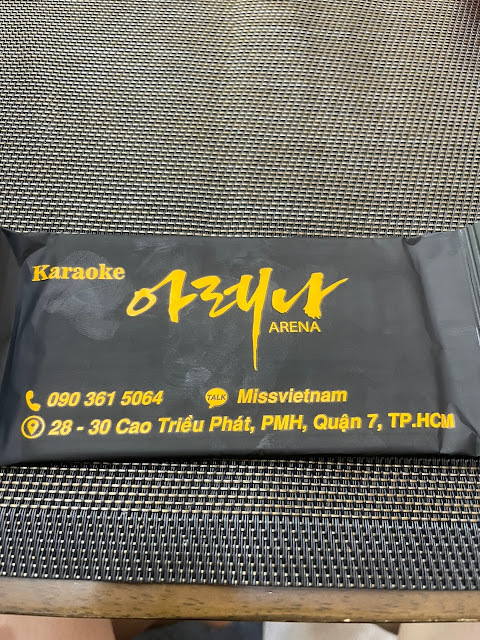 Karaoke
아레나
ARENA
090 361 5064 TALK Missvietnam
28 - 30 Cao Triều Phát, PMH, Quận 7, TP.HCM